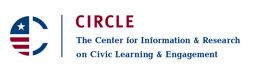 CIRCLE
The Center for Information & Research
on Civic Learning & Engagement